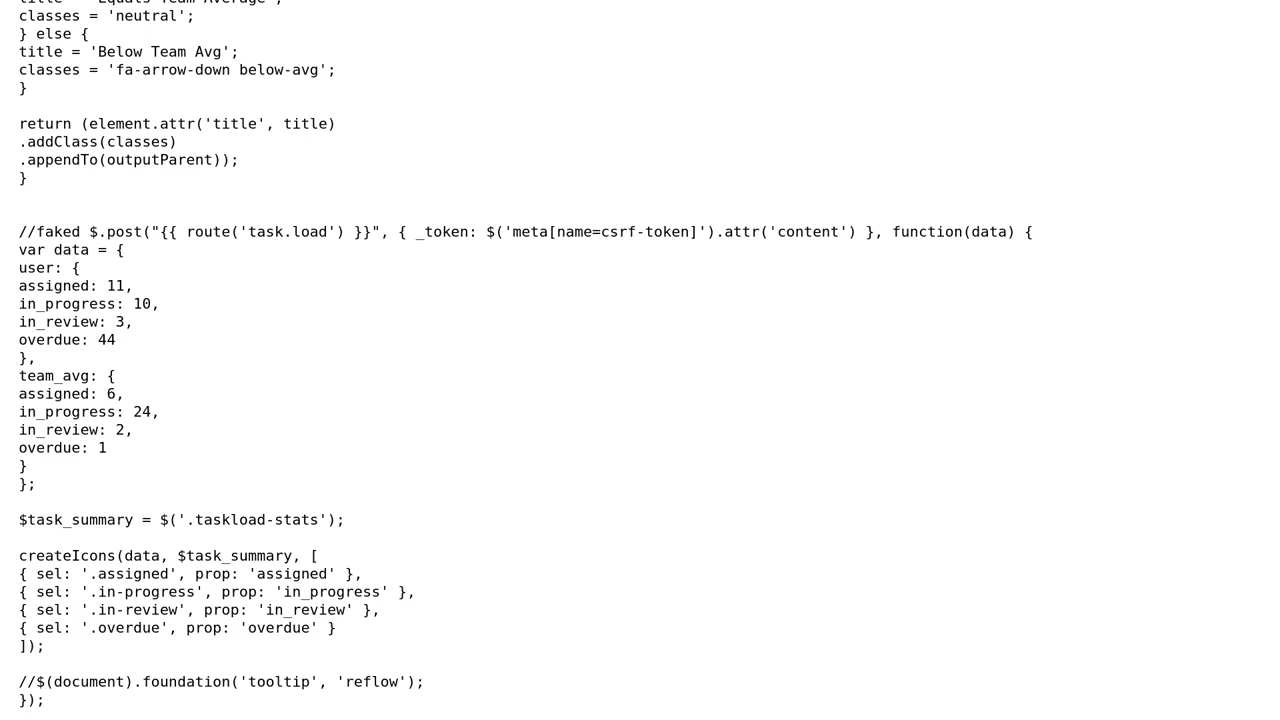 title = 'Equals Team Average';
classes = 'neutral';
} else {
title = 'Below Team Avg';
classes = 'fa-arrow-down below-avg';
}
return (element.attr('title', title)
.addClass(classes)
.appendTo(outputParent));
}
//faked $.post("{{ route('task.load') }}", { _token: $('meta[name=csrf-token]').attr('content') }, function(data) {
var data = {
user: {
assigned: 11,
in_progress: 10,
in_review: 3,
overdue: 44
},
team_avg: {
assigned: 6,
in_progress: 24,
in_review: 2,
overdue: 1
}
};
$task_summary = $('.taskload-stats');
createIcons(data, $task_summary, [
{ sel: '.assigned', prop: 'assigned' },
{ sel: '.in-progress', prop: 'in_progress' },
{ sel: '.in-review', prop: 'in_review' },
{ sel: '.overdue', prop: 'overdue' }
]);
//$(document).foundation('tooltip', 'reflow');
});